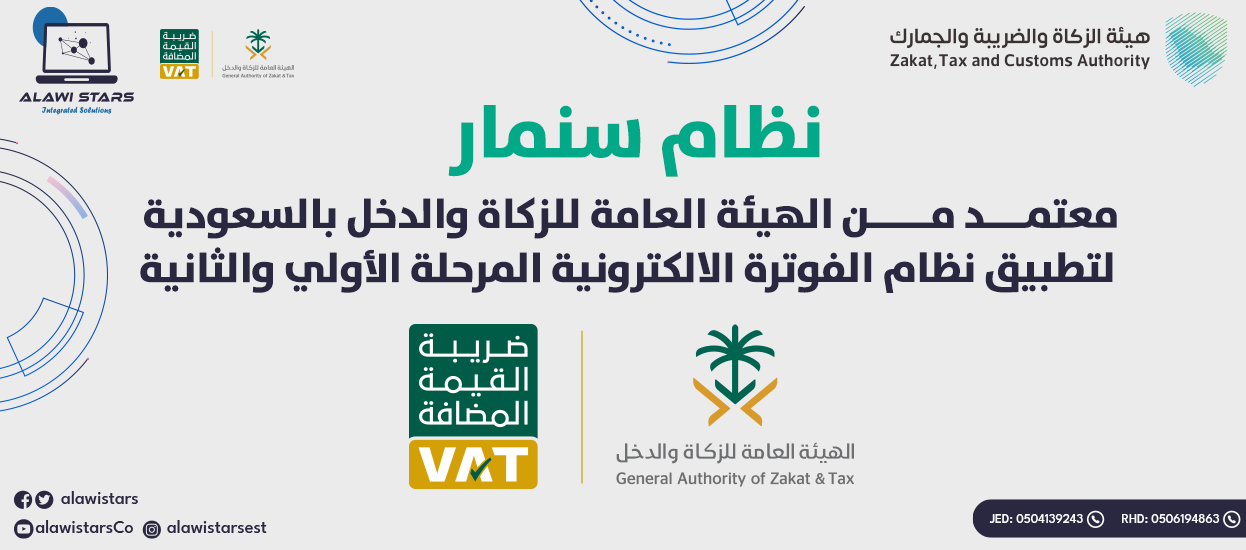 ALAWI STARS
Integrated Solutions
ضريبة
القيمة
المضافة
VAT
الهيئة العامة للزكاة والدخل
General Authority of Zakat & Tax
هيئة الزكاة والضريبة والجمارك
Zakat, Tax and Customs Authority
نظام سنمار
معتمـــد مـــــن الهيئة العامة للزكاة والدخل بالسعودية
لتطبيق نظام الفوترة الالكترونية المرحلة الأولي والثانية
ضـريـبـة
القـيـمـة
المضافة
VAT
الهيئة العامة للزكاة والدخل
General Authority of Zakat & Tax
alawistars
alawistarsCo alawistarsest
JED: 0504139243 RHD: 0506194863